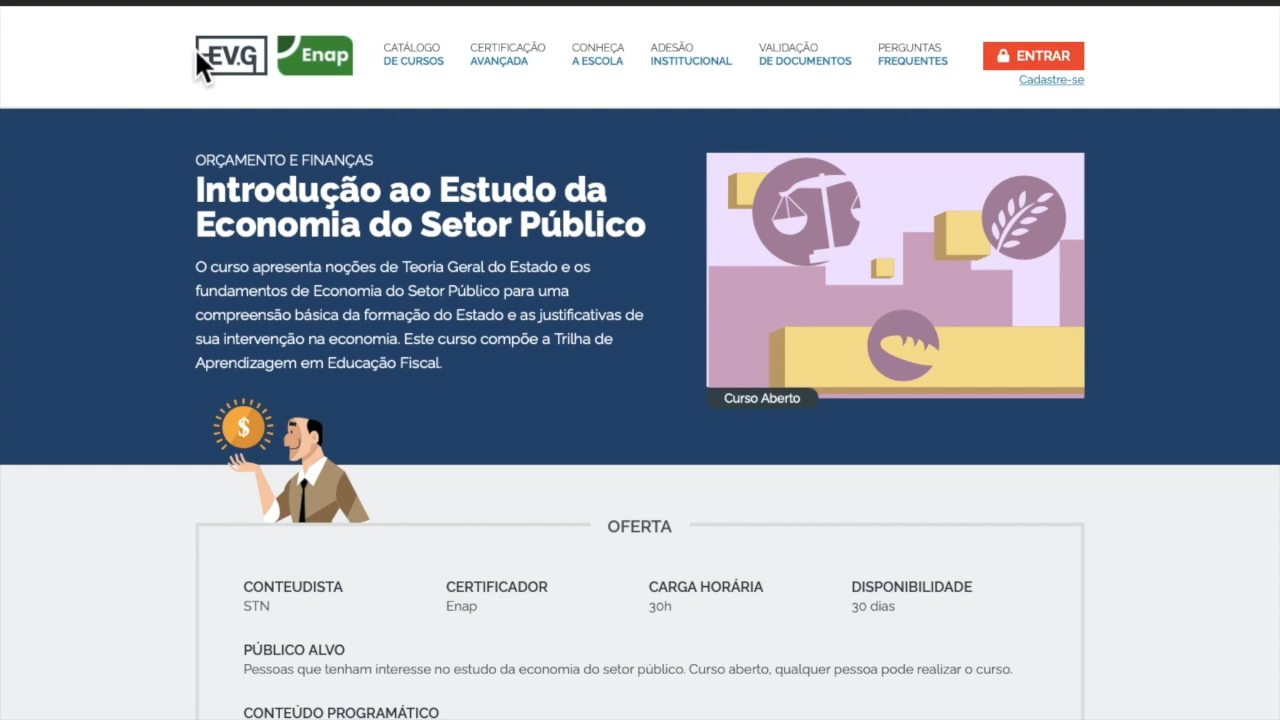 EV.G
Enap
CATÁLOGO
DE CURSOS
CERTIFICAÇÃO
AVANÇADA
CONHEÇA
A ESCOLA
ADESÃO
INSTITUCIONAL
VALIDAÇÃO
DE DOCUMENTOS
PERGUNTAS
FREQUENTES
ENTRAR
Cadastre-se
ORÇAMENTO E FINANÇAS
Introdução ao Estudo da
Economia do Setor Público
O curso apresenta noções de Teoria Geral do Estado e os
fundamentos de Economia do Setor Público para uma
compreensão básica da formação do Estado e as justificativas de
sua intervenção na economia. Este curso compõe a Trilha de
Aprendizagem em Educação Fiscal.
Curso Aberto
$
OFERTA
CONTEUDISTA
STN
CERTIFICADOR
Enap
CARGA HORÁRIA
30h
DISPONIBILIDADE
30 dias
PÚBLICO ALVO
Pessoas que tenham interesse no estudo da economia do setor público. Curso aberto, qualquer pessoa pode realizar o curso.
CONTEÚDO PROGRAMÁTICO